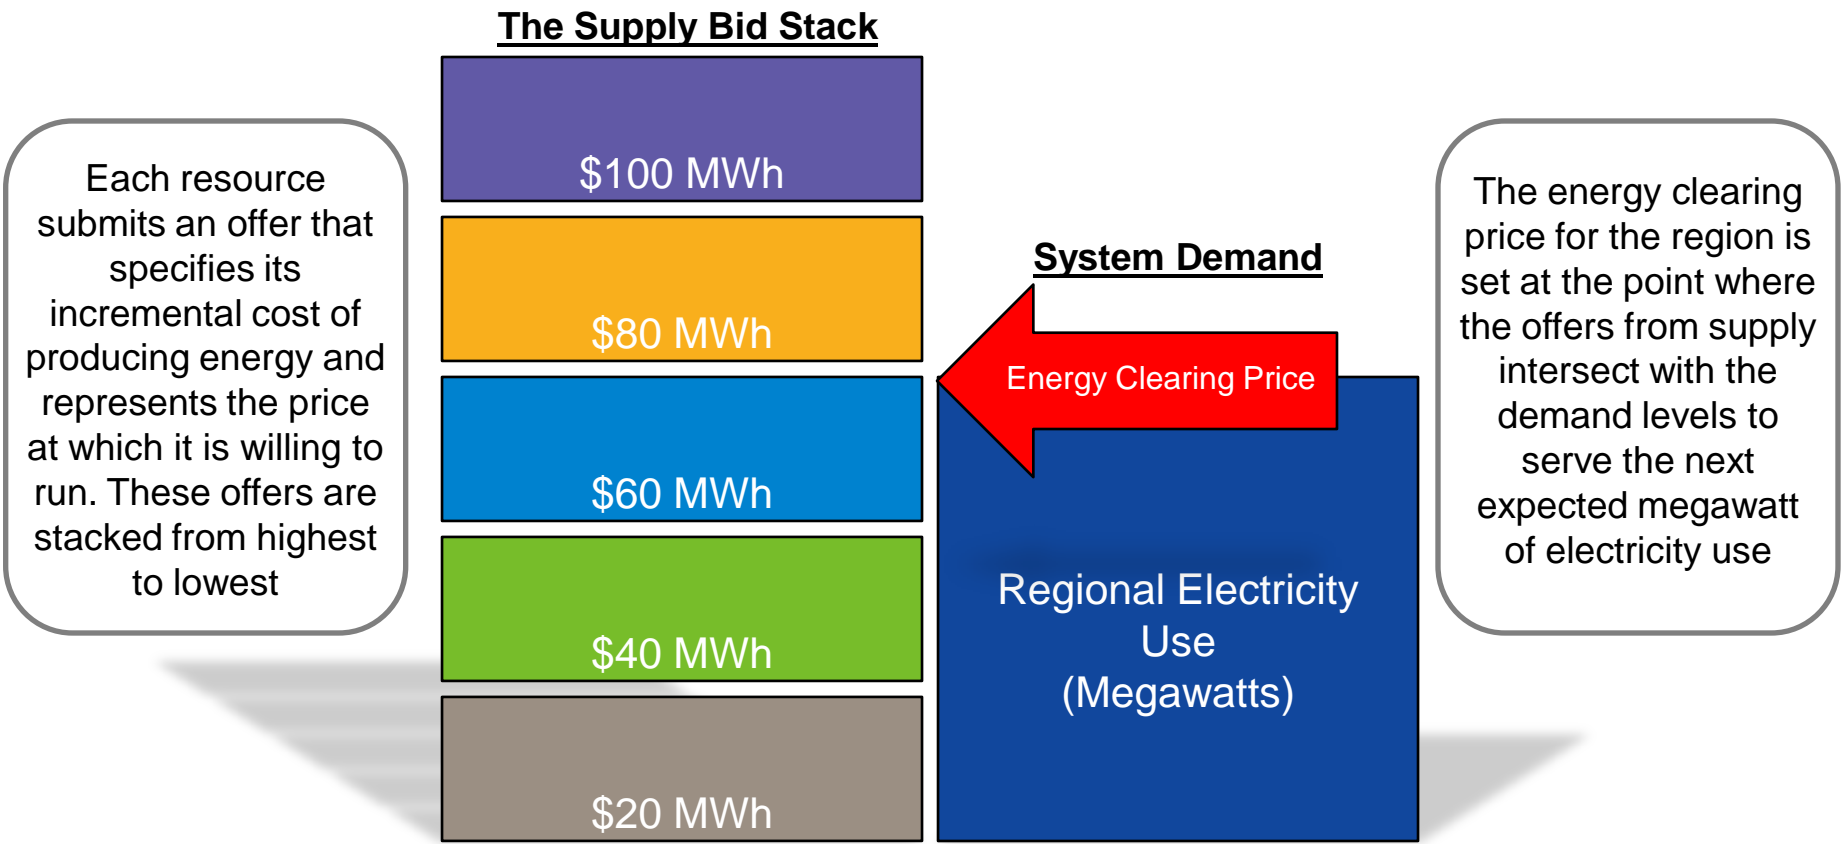 The Supply Bid Stack
Each resource
submits an offer that
specifies its
incremental cost of
producing energy and
represents the price
at which it is willing to
run. These offers are
stacked from highest
to lowest
$100 MWh
$80 MWh
$60 MWh
$40 MWh
$20 MWh
System Demand
Energy Clearing Price
Regional Electricity
Use
(Megawatts)
The energy clearing
price for the region is
set at the point where
the offers from supply
intersect with the
demand levels to
serve the next
expected megawatt
of electricity use